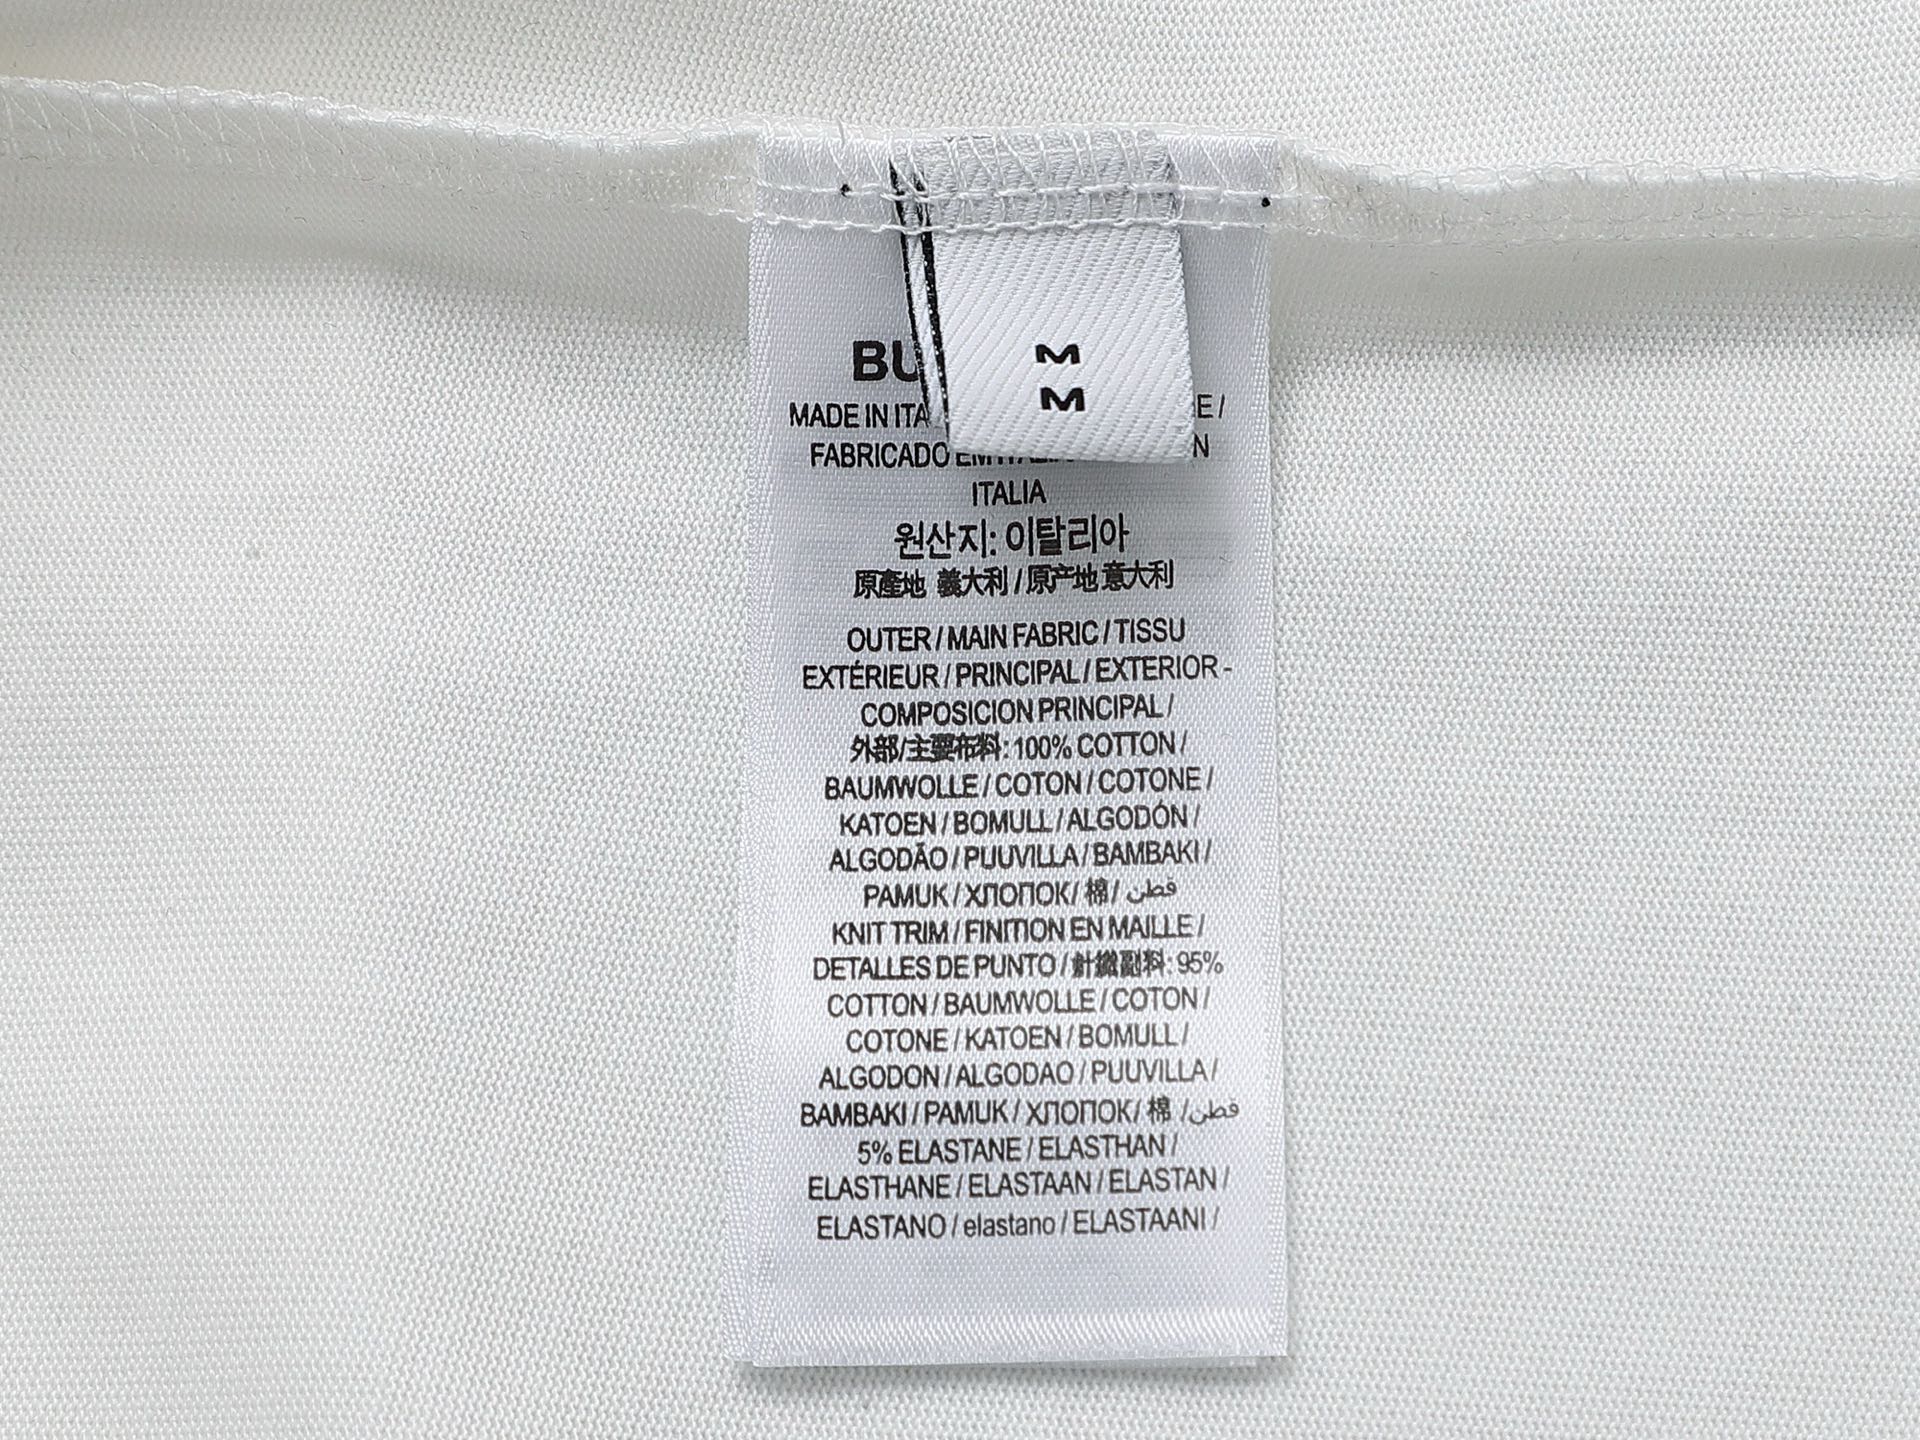 M
M
BU
MADE IN ITA E /
FABRICADO EM ITALIA N
ITALIA
원산지: 이탈리아
原產地 義大利 / 原产地 意大利
OUTER / MAIN FABRIC / TISSU
EXTÉRIEUR / PRINCIPAL / EXTERIOR -
COMPOSICION PRINCIPAL /
外部/主要布料: 100% COTTON /
BAUMWOLLE / COTON / COTONE /
KATOEN / BOMULL / ALGODÓN /
ALGODÃO / PUUVILLA / BAMBAKI /
PAMUK / ХЛОПОК/ 棉/ قطن
KNIT TRIM / FINITION EN MAILLE /
DETALLES DE PUNTO / 針織副料: 95%
COTTON / BAUMWOLLE / COTON /
COTONE / KATOEN / BOMULL /
ALGODON / ALGODAO / PUUVILLA /
BAMBAKI / PAMUK / ХЛОПОК/ 棉 / قطن
5% ELASTANE / ELASTHAN /
ELASTHANE / ELASTAAN / ELASTAN /
ELASTANO / elastano / ELASTAANI /